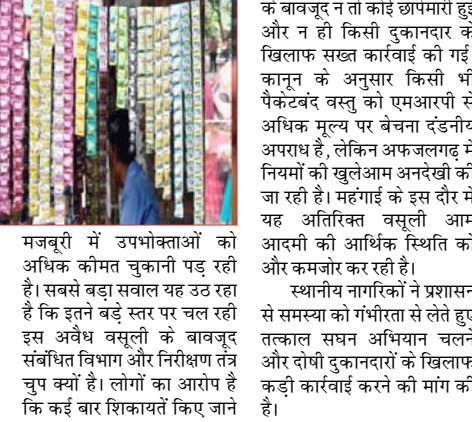 मजबूरी में उपभोक्ताओं को
अधिक कीमत चुकानी पड़ रही
है। सबसे बड़ा सवाल यह उठ रहा
है कि इतने बड़े स्तर पर चल रही
इस अवैध वसूली के बावजूद
संबंधित विभाग और निरीक्षण तंत्र
चुप क्यों है। लोगों का आरोप है
कि कई बार शिकायतें किए जाने
के बावजूद न तो कोई छापेमारी हुई
और न ही किसी दुकानदार के
खिलाफ सख्त कार्रवाई की गई।
कानून के अनुसार किसी भी
पैकेटबंद वस्तु को एमआरपी से
अधिक मूल्य पर बेचना दंडनीय
अपराध है, लेकिन अफजलगढ़ में
नियमों की खुलेआम अनदेखी की
जा रही है। महंगाई के इस दौर में
यह अतिरिक्त वसूली आम
आदमी की आर्थिक स्थिति को
और कमजोर कर रही है।
स्थानीय नागरिकों ने प्रशासन
से समस्या को गंभीरता से लेते हुए
तत्काल सघन अभियान चलने
और दोषी दुकानदारों के खिलाफ
कड़ी कार्रवाई करने की मांग की
है।